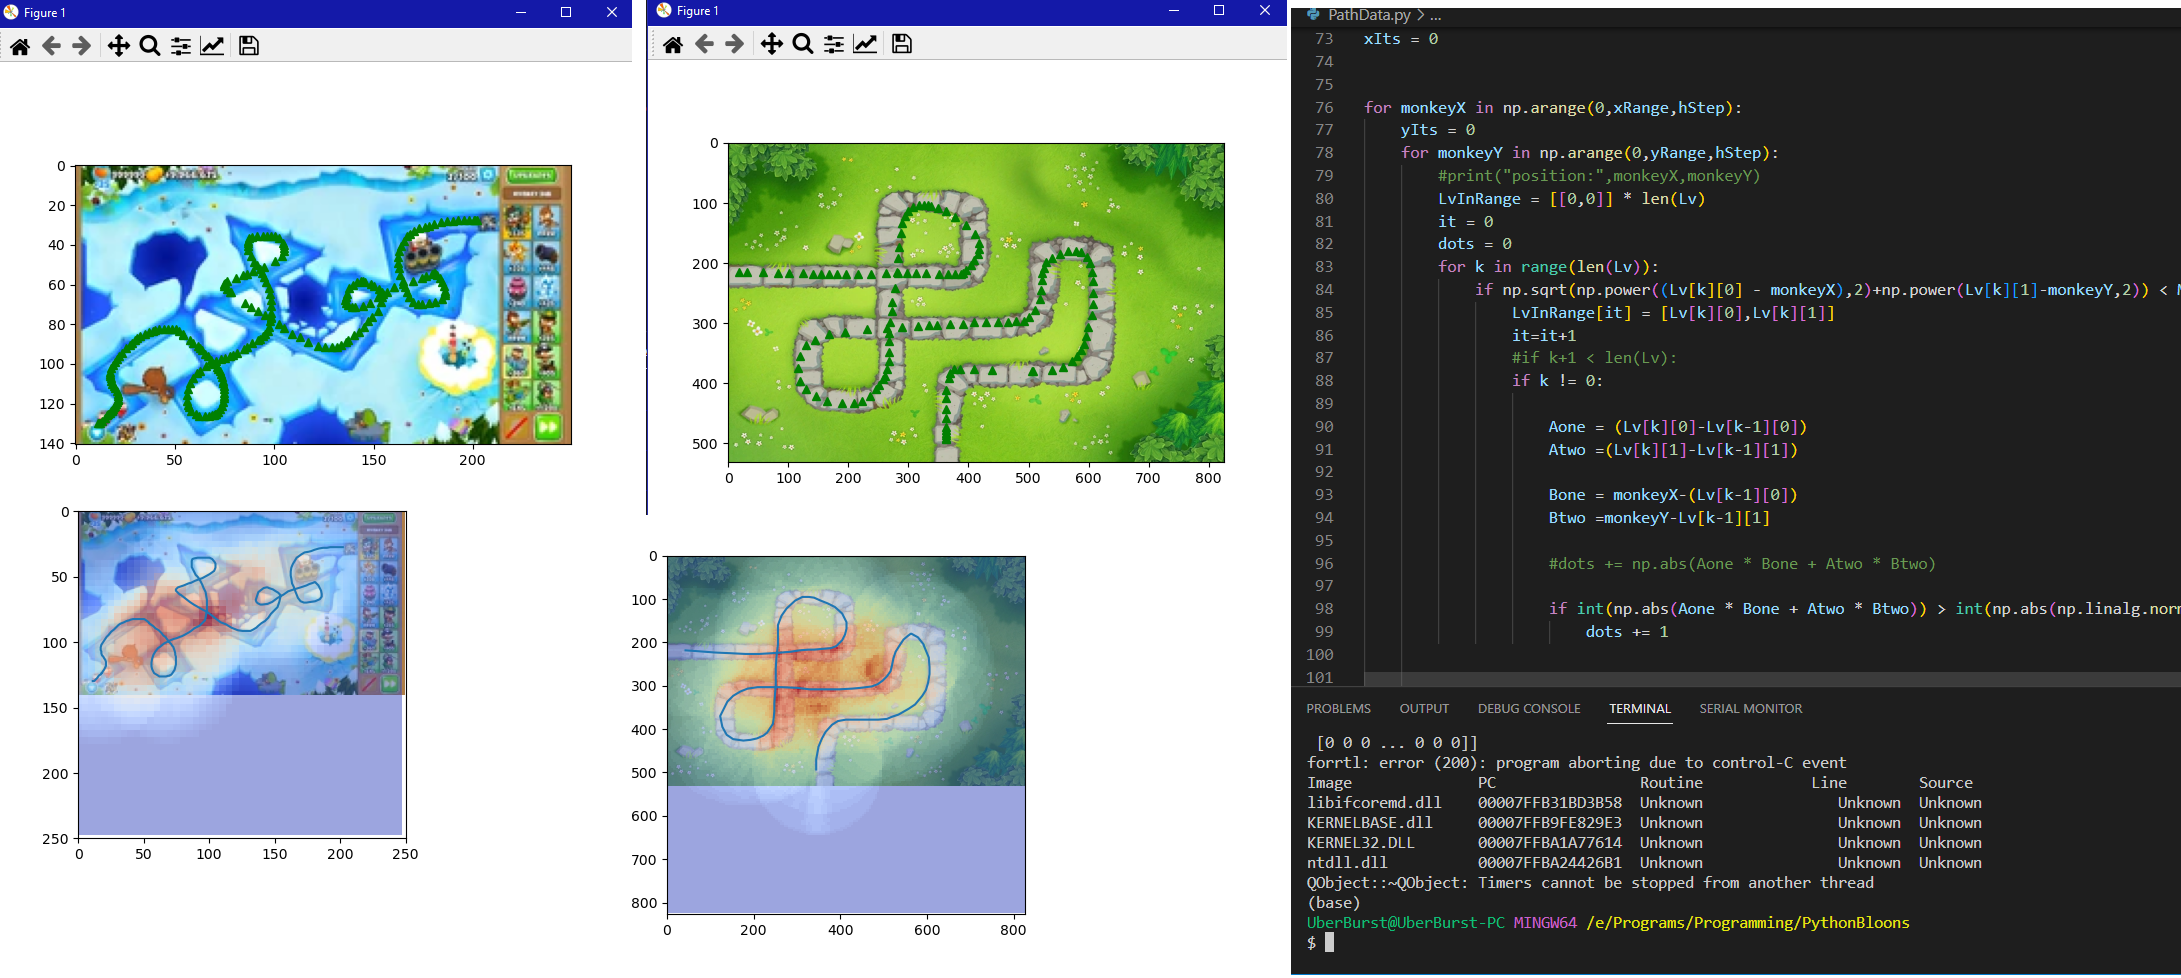 Figure 1
0
20
40
60
80
100
120
140
0
50
100
150
200
0
50
100
150
200
250
0
50
100
150
200
250
Figure 1
0
100
200
300
400
500
0
100
200
300
400
500
600
700
800
0
100
200
300
400
500
600
700
800
0
200
400
600
800
PathData.py > ...
73 xIts = 0
74
75
76 for monkeyX in np.arange(0,xRange,hStep):
77 yIts = 0
78 for monkeyY in np.arange(0,yRange,hStep):
79 #print("position:",monkeyX,monkeyY)
80 LvInRange = [[0,0]] * len(Lv)
81 it = 0
82 dots = 0
83 for k in range(len(Lv)):
84 if np.sqrt(np.power((Lv[k][0] - monkeyX),2)+np.power(Lv[k][1]-monkeyY,2)) <
85 LvInRange[it] = [Lv[k][0],Lv[k][1]]
86 it=it+1
87 #if k+1 < len(Lv):
88 if k != 0:
89
90 Aone = (Lv[k][0]-Lv[k-1][0])
91 Atwo =(Lv[k][1]-Lv[k-1][1])
92
93 Bone = monkeyX-(Lv[k-1][0])
94 Btwo =monkeyY-Lv[k-1][1]
95
96 #dots += np.abs(Aone * Bone + Atwo * Btwo)
97
98 if int(np.abs(Aone * Bone + Atwo * Btwo)) > int(np.abs(np.linalg.nor
99 dots += 1
100
101
PROBLEMS OUTPUT DEBUG CONSOLE TERMINAL SERIAL MONITOR
[0 0 0 ... 0 0 0]]
forrtl: error (200): program aborting due to control-C event
Image PC Routine Line Source
libifcoremd.dll 00007FFB31BD3B58 Unknown Unknown Unknown
KERNELBASE.dll 00007FFB9FE829E3 Unknown Unknown Unknown
KERNEL32.DLL 00007FFBA1A77614 Unknown Unknown Unknown
ntdll.dll 00007FFBA24426B1 Unknown Unknown Unknown
QObject::~QObject: Timers cannot be stopped from another thread
(base)
UberBurst@UberBurst-PC MINGW64 /e/Programs/Programming/PythonBloons
$